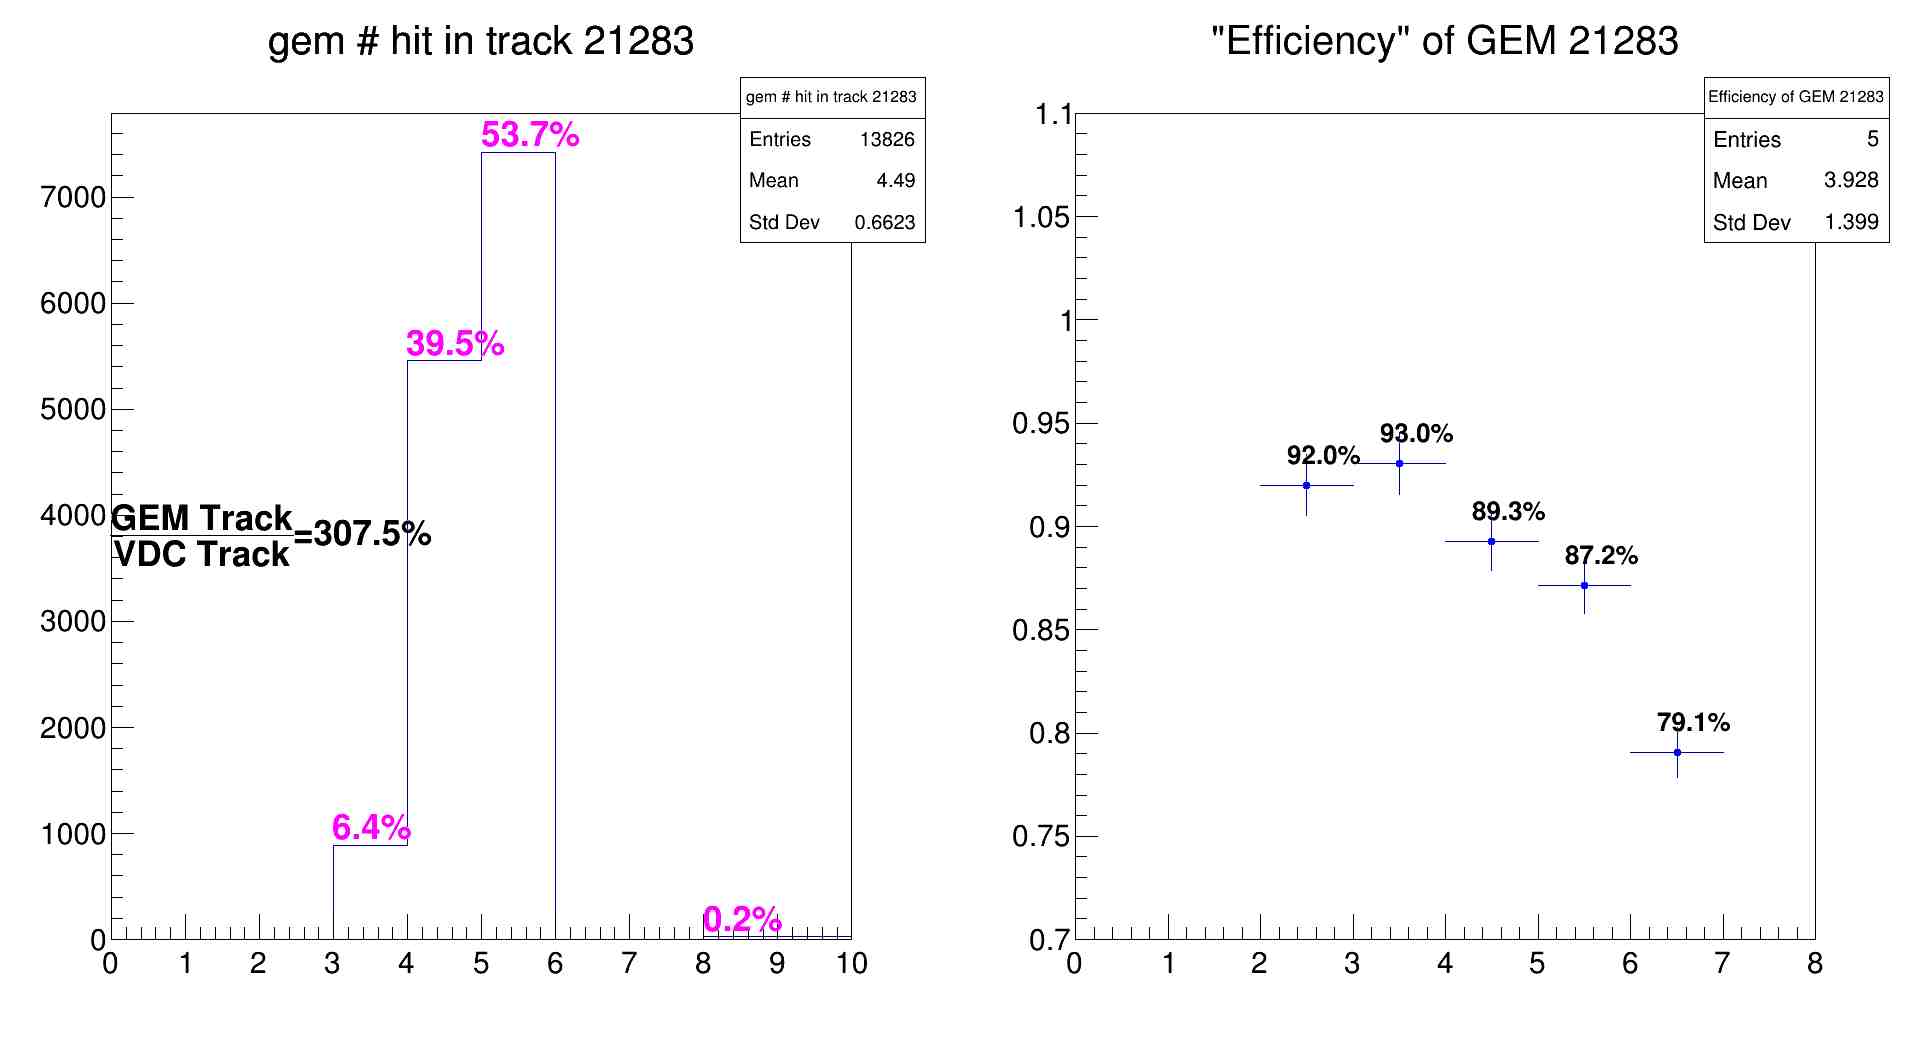 gem # hit in track 21283
gem # hit in track 21283
Entries 13826
Mean 4.49
Std Dev 0.6623
53.7%
39.5%
6.4%
0.2%
GEM Track
=307.5%
VDC Track
7000
6000
5000
4000
3000
2000
1000
0
0 1 2 3 4 5 6 7 8 9 10
"Efficiency" of GEM 21283
Efficiency of GEM 21283
Entries 5
Mean 3.928
Std Dev 1.399
1.1
1.05
1
0.95
0.9
0.85
0.8
0.75
0.7
92.0%
93.0%
89.3%
87.2%
79.1%
0 1 2 3 4 5 6 7 8